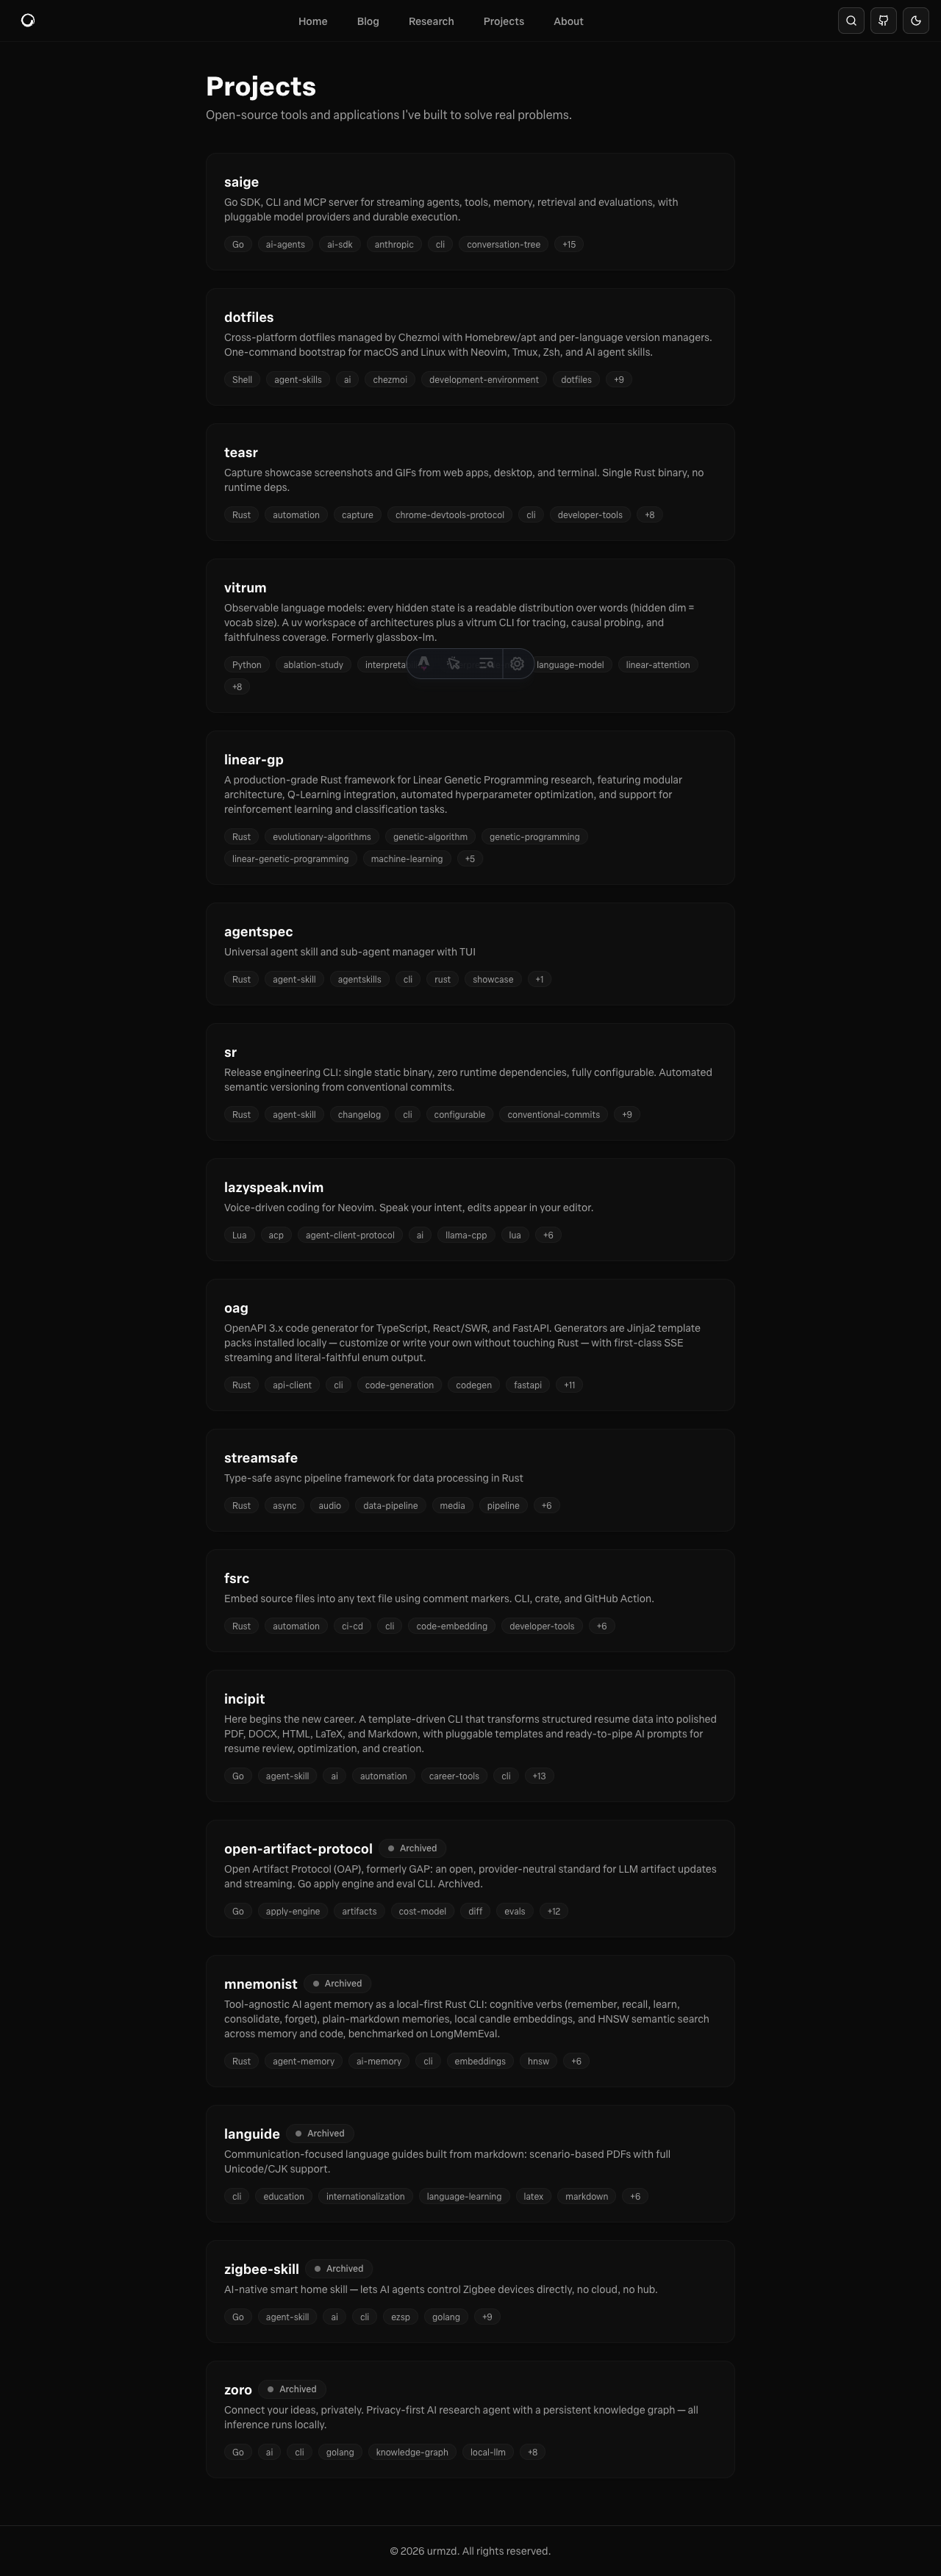 Home Blog Research Projects About
Projects
Open-source tools and applications I've built to solve real problems.
saige
Go SDK, CLI and MCP server for streaming agents, tools, memory, retrieval and evaluations, with
pluggable model providers and durable execution.
Go ai-agents ai-sdk anthropic cli conversation-tree +15
dotfiles
Cross-platform dotfiles managed by Chezmoi with Homebrew/apt and per-language version managers.
One-command bootstrap for macOS and Linux with Neovim, Tmux, Zsh, and AI agent skills.
Shell agent-skills ai chezmoi development-environment dotfiles +9
teasr
Capture showcase screenshots and GIFs from web apps, desktop, and terminal. Single Rust binary, no
runtime deps.
Rust automation capture chrome-devtools-protocol cli developer-tools +8
vitrum
Observable language models: every hidden state is a readable distribution over words (hidden dim =
vocab size). A uv workspace of architectures plus a vitrum CLI for tracing, causal probing, and
faithfulness coverage. Formerly glassbox-lm.
Python ablation-study language-model linear-attention
+8
linear-gp
A production-grade Rust framework for Linear Genetic Programming research, featuring modular
architecture, Q-Learning integration, automated hyperparameter optimization, and support for
reinforcement learning and classification tasks.
Rust evolutionary-algorithms genetic-algorithm genetic-programming
linear-genetic-programming machine-learning +5
agentspec
Universal agent skill and sub-agent manager with TUI
Rust agent-skill agentskills cli rust showcase +1
sr
Release engineering CLI: single static binary, zero runtime dependencies, fully configurable. Automated
semantic versioning from conventional commits.
Rust agent-skill changelog cli configurable conventional-commits +9
lazyspeak.nvim
Voice-driven coding for Neovim. Speak your intent, edits appear in your editor.
Lua acp agent-client-protocol ai llama-cpp lua +6
oag
OpenAPI 3.x code generator for TypeScript, React/SWR, and FastAPI. Generators are Jinja2 template
packs installed locally — customize or write your own without touching Rust — with first-class SSE
streaming and literal-faithful enum output.
Rust api-client cli code-generation codegen fastapi +11
streamsafe
Type-safe async pipeline framework for data processing in Rust
Rust async audio data-pipeline media pipeline +6
fsrc
Embed source files into any text file using comment markers. CLI, crate, and GitHub Action.
Rust automation ci-cd cli code-embedding developer-tools +6
incipit
Here begins the new career. A template-driven CLI that transforms structured resume data into polished
PDF, DOCX, HTML, LaTeX, and Markdown, with pluggable templates and ready-to-pipe AI prompts for
resume review, optimization, and creation.
Go agent-skill ai automation career-tools cli +13
open-artifact-protocol Archived
Open Artifact Protocol (OAP), formerly GAP: an open, provider-neutral standard for LLM artifact updates
and streaming. Go apply engine and eval CLI. Archived.
Go apply-engine artifacts cost-model diff evals +12
mnemonist Archived
Tool-agnostic AI agent memory as a local-first Rust CLI: cognitive verbs (remember, recall, learn,
consolidate, forget), plain-markdown memories, local candle embeddings, and HNSW semantic search
across memory and code, benchmarked on LongMemEval.
Rust agent-memory ai-memory cli embeddings hnsw +6
languide Archived
Communication-focused language guides built from markdown: scenario-based PDFs with full
Unicode/CJK support.
cli education internationalization language-learning latex markdown +6
zigbee-skill Archived
AI-native smart home skill — lets AI agents control Zigbee devices directly, no cloud, no hub.
Go agent-skill ai cli ezsp golang +9
zoro Archived
Connect your ideas, privately. Privacy-first AI research agent with a persistent knowledge graph — all
inference runs locally.
Go ai cli golang knowledge-graph local-llm +8
© 2026 urmzd. All rights reserved.